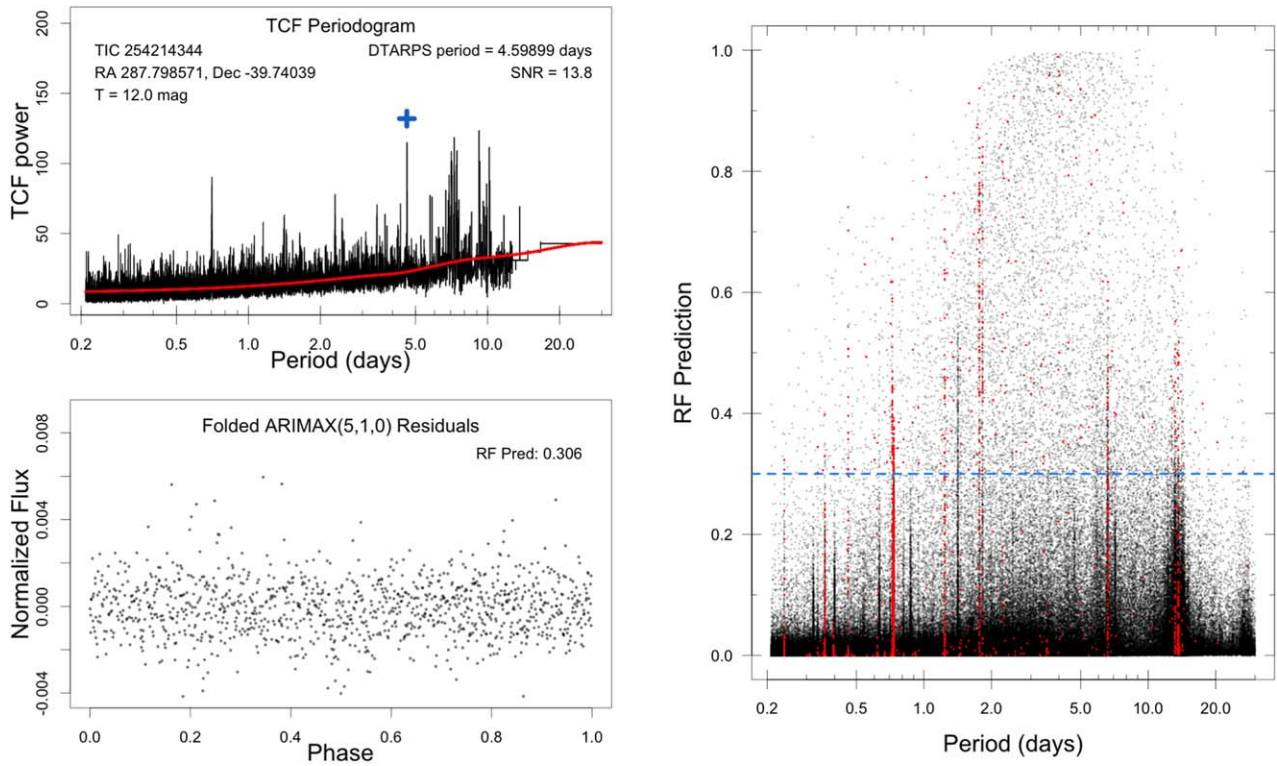 TCF Periodogram
TIC 254214344
DTARPS period = 4.59899 days
RA 287.798571, Dec -39.74039
SNR = 13.8
T = 12.0 mag
TCF power
200
150
100
50
0
0.2 0.5 1.0 2.0 5.0 10.0 20.0
Period (days)
Folded ARIMAX(5,1,0) Residuals
RF Pred: 0.306
Normalized Flux
0.008
0.004
0.000
-0.004
0.0 0.2 0.4 0.6 0.8 1.0
Phase
RF Prediction
1.0
0.8
0.6
0.4
0.2
0.0
0.2 0.5 1.0 2.0 5.0 10.0 20.0
Period (days)